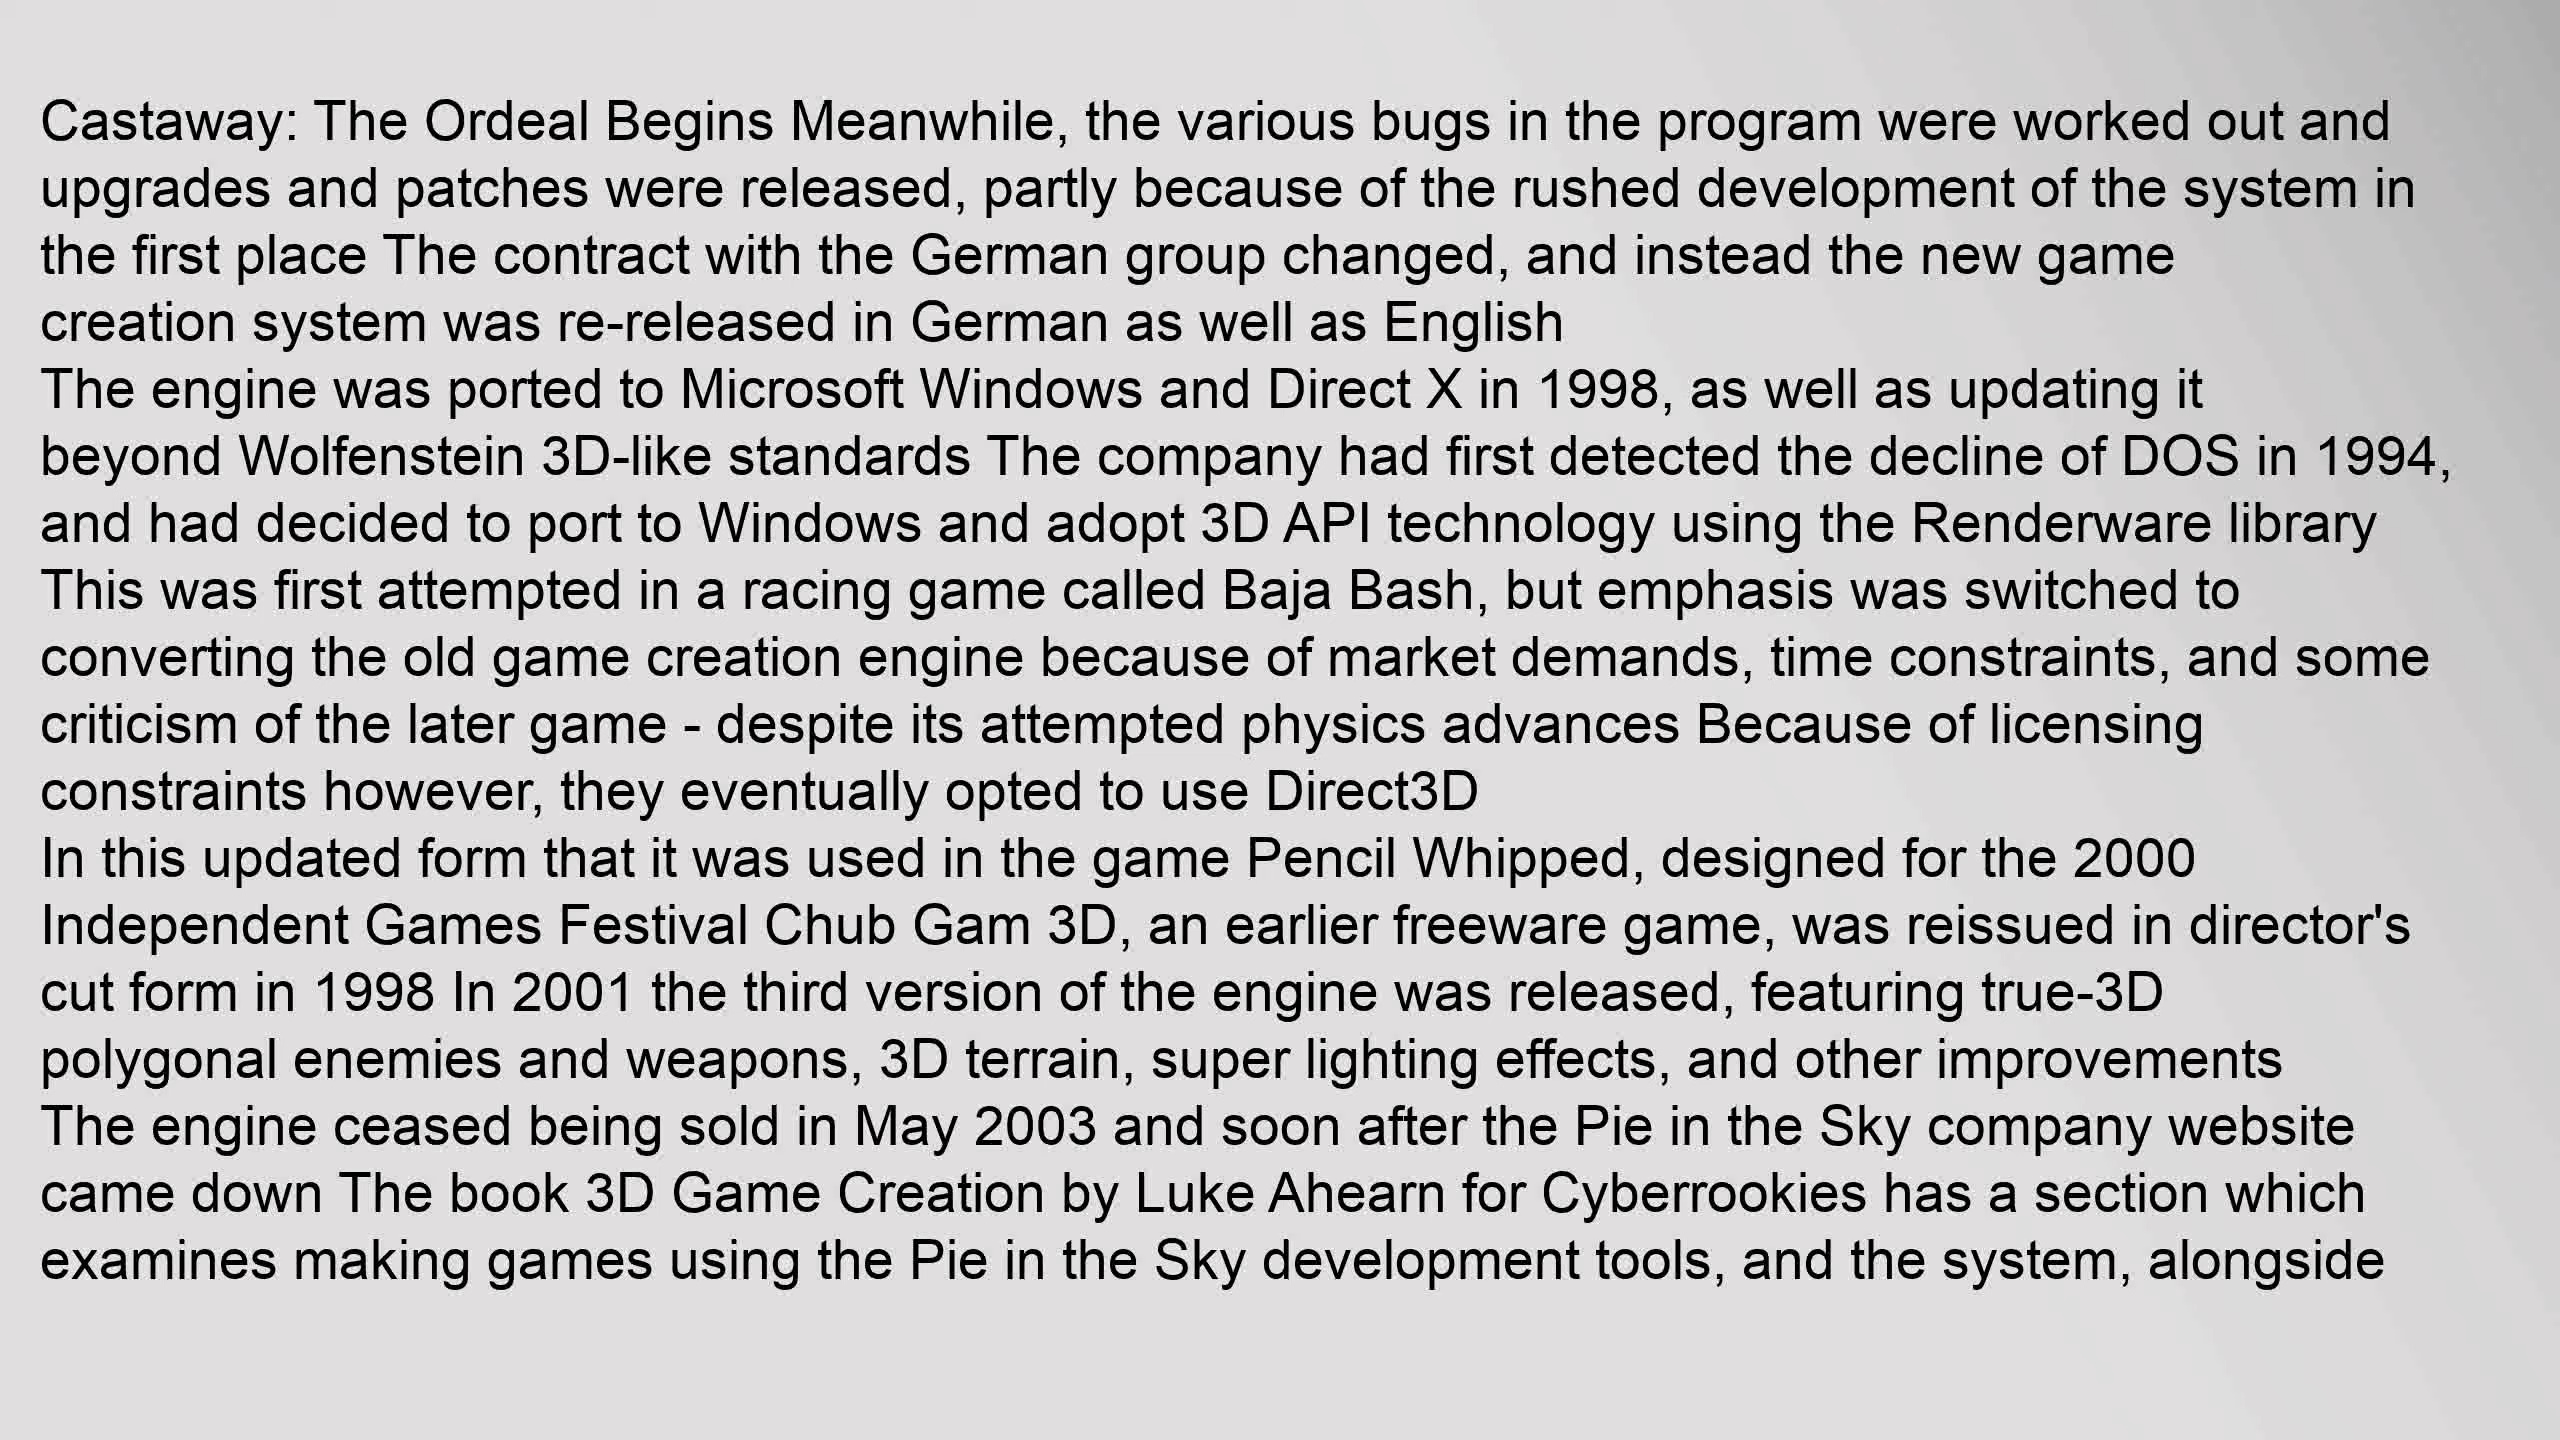 Castaway: The Ordeal Begins Meanwhile, the various bugs in the program were worked out and
upgrades and patches were released, partly because of the rushed development of the system in
the first place The contract with the German group changed, and instead the new game
creation system was re-released in German as well as English
The engine was ported to Microsoft Windows and Direct X in 1998, as well as updating it
beyond Wolfenstein 3D-like standards The company had first detected the decline of DOS in 1994,
and had decided to port to Windows and adopt 3D API technology using the Renderware library
This was first attempted in a racing game called Baja Bash, but emphasis was switched to
converting the old game creation engine because of market demands, time constraints, and some
criticism of the later game - despite its attempted physics advances Because of licensing
constraints however, they eventually opted to use Direct3D
In this updated form that it was used in the game Pencil Whipped, designed for the 2000
Independent Games Festival Chub Gam 3D, an earlier freeware game, was reissued in director's
cut form in 1998 In 2001 the third version of the engine was released, featuring true-3D
polygonal enemies and weapons, 3D terrain, super lighting effects, and other improvements
The engine ceased being sold in May 2003 and soon after the Pie in the Sky company website
came down The book 3D Game Creation by Luke Ahearn for Cyberrookies has a section which
examines making games using the Pie in the Sky development tools, and the system, alongside